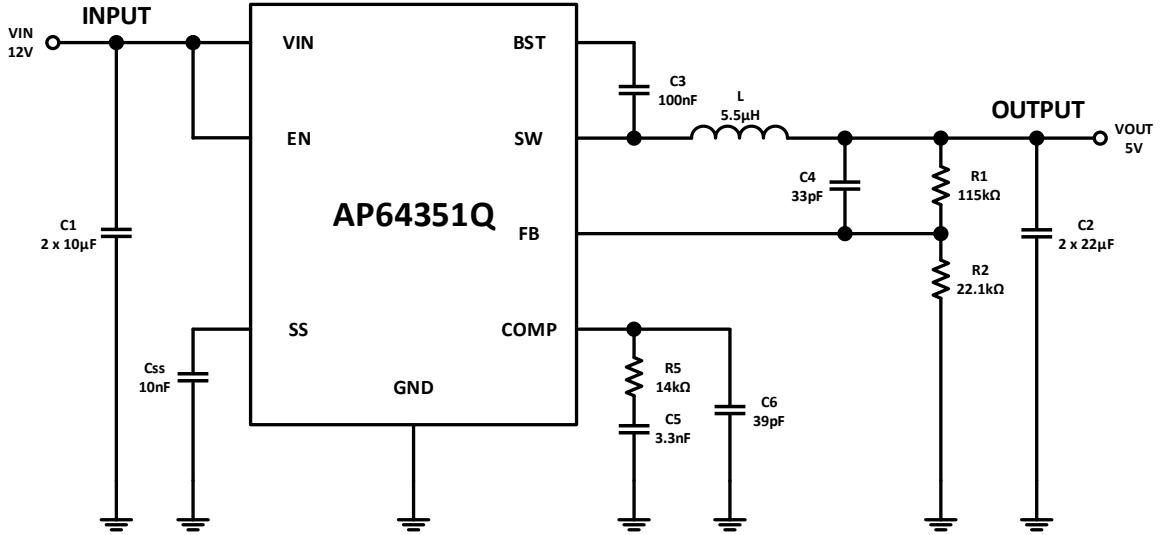 INPUT
VIN
12V
VIN
BST
C3
100nF
L
5.5µH
OUTPUT
VOUT
5V
EN
SW
C4
33pF
R1
115kΩ
AP64351Q
C1
2 x 10µF
FB
C2
2 x 22µF
R2
22.1kΩ
SS
COMP
Css
10nF
GND
R5
14kΩ
C5
3.3nF
C6
39pF